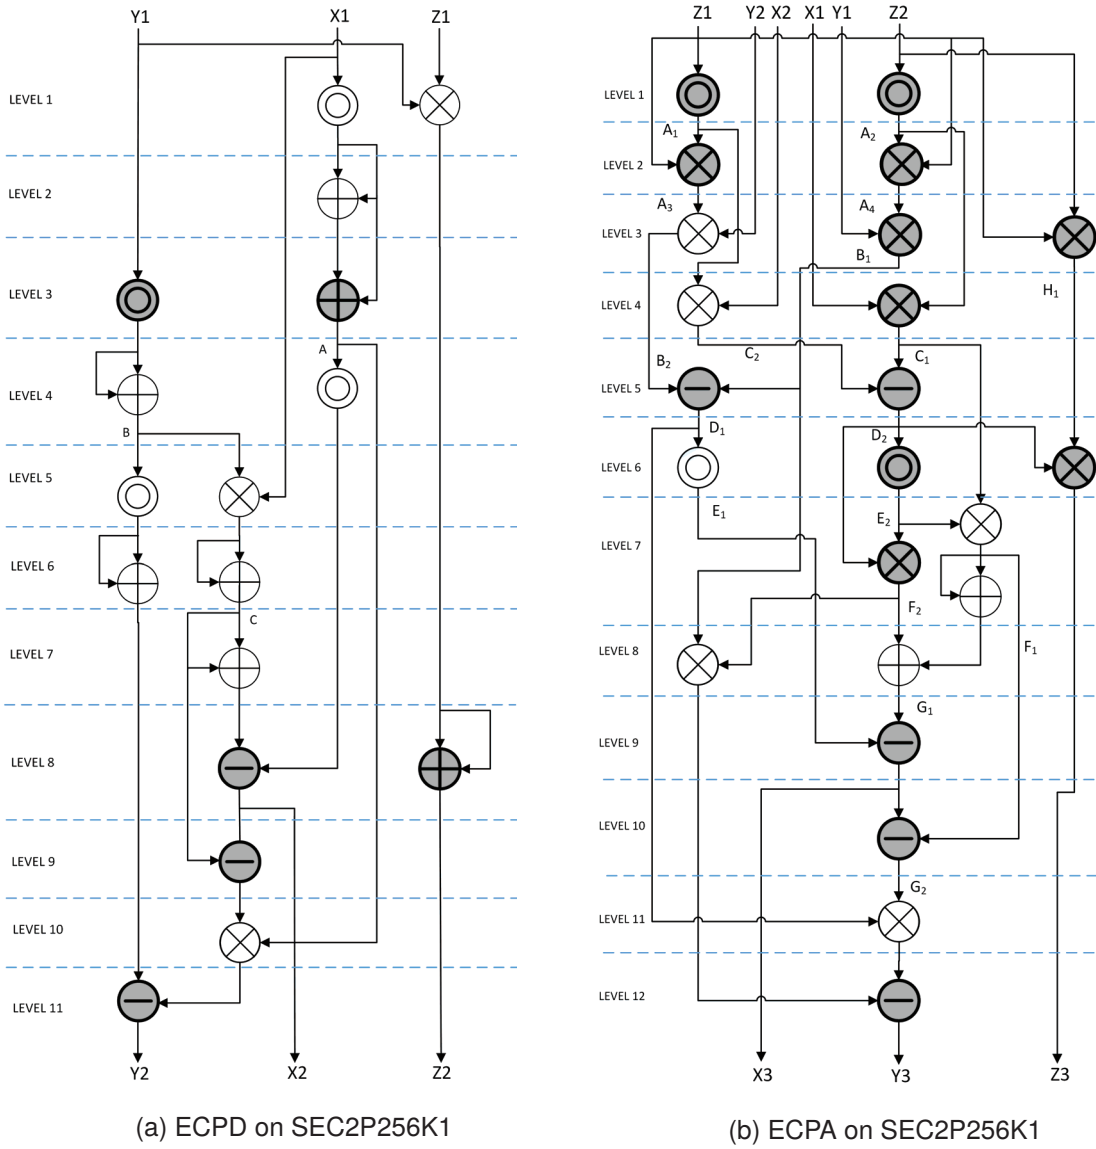 Y1 X1 Z1
LEVEL 1
LEVEL 2
LEVEL 3
A
LEVEL 4
B
LEVEL 5
LEVEL 6
C
LEVEL 7
LEVEL 8
LEVEL 9
LEVEL 10
LEVEL 11
Y2 X2 Z2
(a) ECPD on SEC2P256K1
Z1 Y2 X2 X1 Y1 Z2
LEVEL 1
A1 A2
LEVEL 2
A3 A4
LEVEL 3
B1
H1
LEVEL 4
B2 C2 C1
LEVEL 5
D1 D2
LEVEL 6
E1 E2
LEVEL 7
F2
F1
LEVEL 8
G1
LEVEL 9
LEVEL 10
G2
LEVEL 11
LEVEL 12
X3 Y3 Z3
(b) ECPA on SEC2P256K1